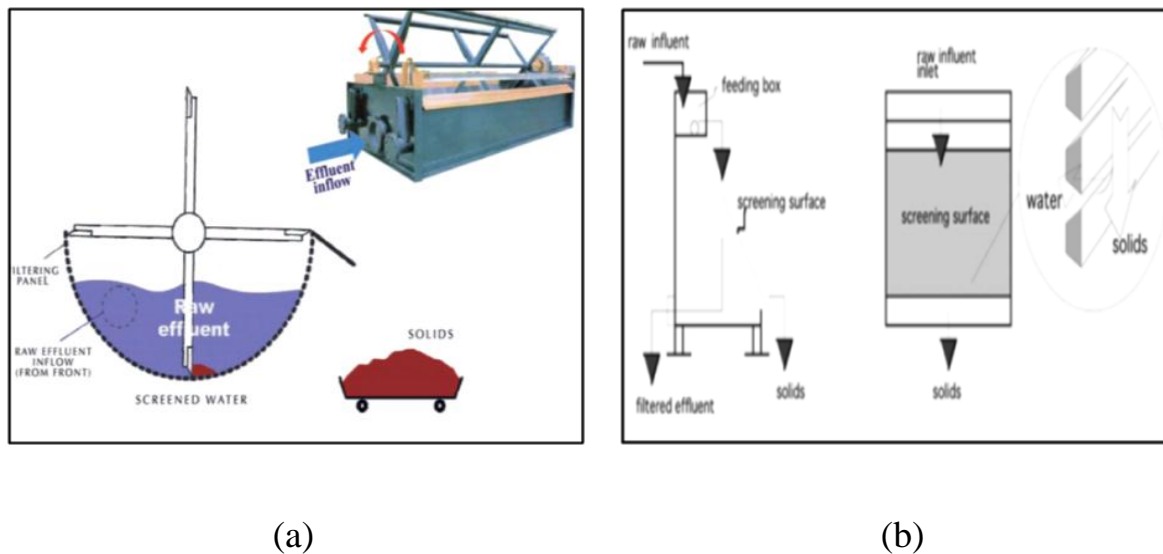 Effluent
inflow
ILTERING
PANEL
Raw
effluent
RAW EFFLUENT
INFLOW
(FROM FRONT)
SCREENED WATER
SOLIDS
(a)
raw influent
feeding box
screening surface
filtered effluent
solids
raw influent
inlet
screening surface
solids
water
solids
(b)